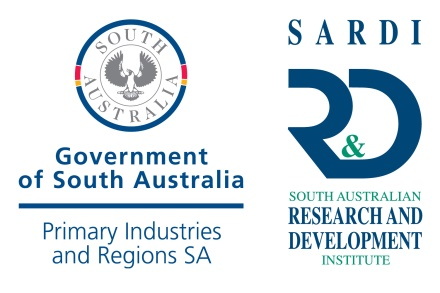 SOUTH
AUSTRALIA
Government
of South Australia
Primary Industries
and Regions SA
SARDI
R&D
SOUTH AUSTRALIAN
RESEARCH AND
DEVELOPMENT
INSTITUTE